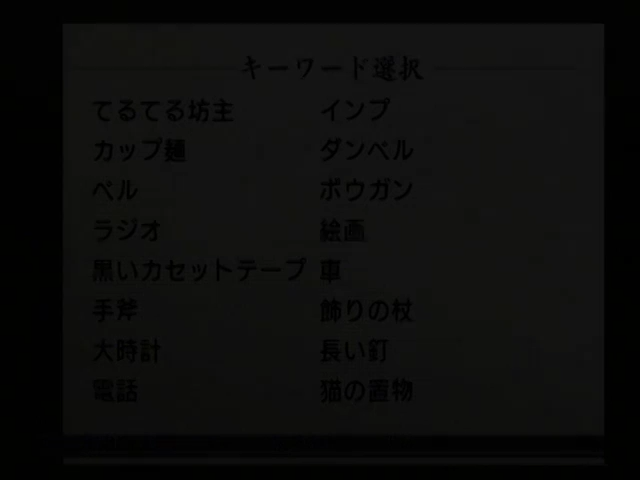 キーワード選択
てるてる坊主 インプ
カップ麺 ダンベル
ベル ボウガン
ラジオ 絵画
黒いカセットテープ 車
手斧 飾りの杖
大時計 長い釘
電話 猫の置物